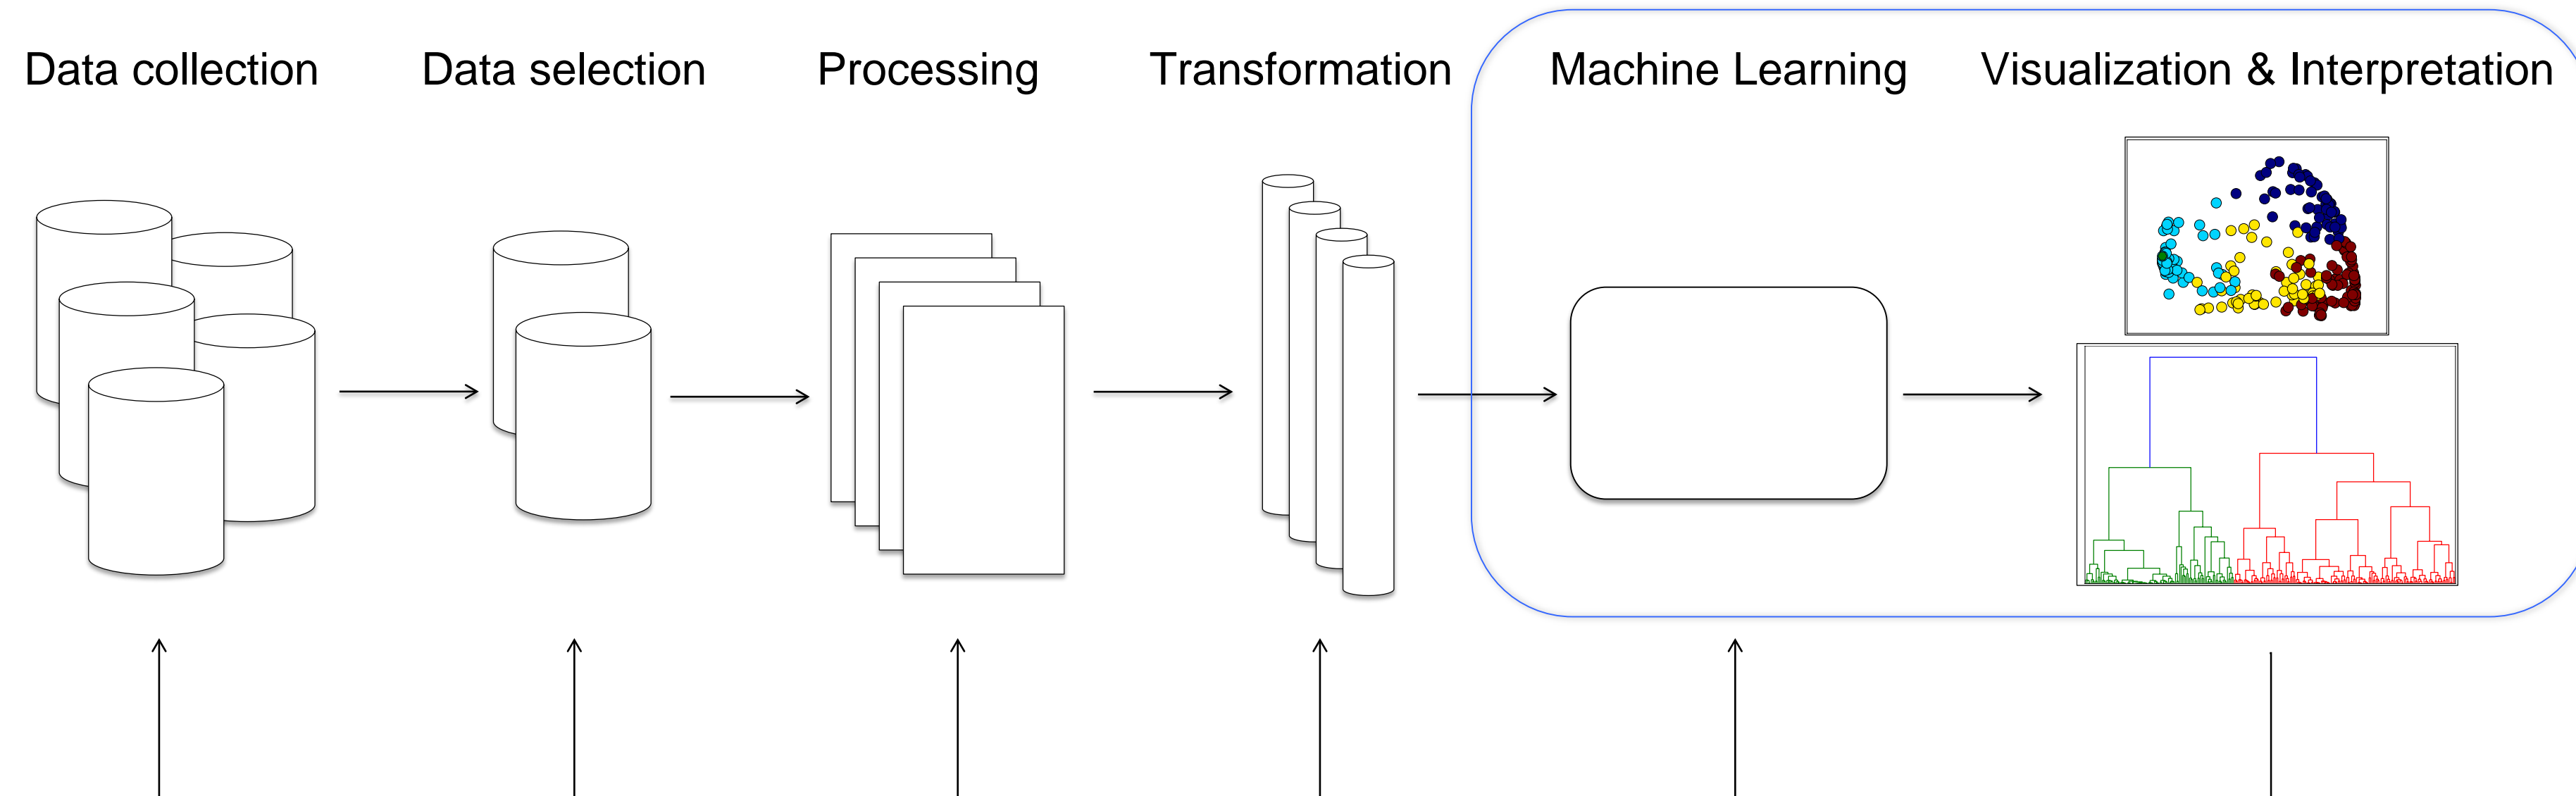 Data collection
Data selection
Processing
Transformation
Machine Learning
Visualization & Interpretation